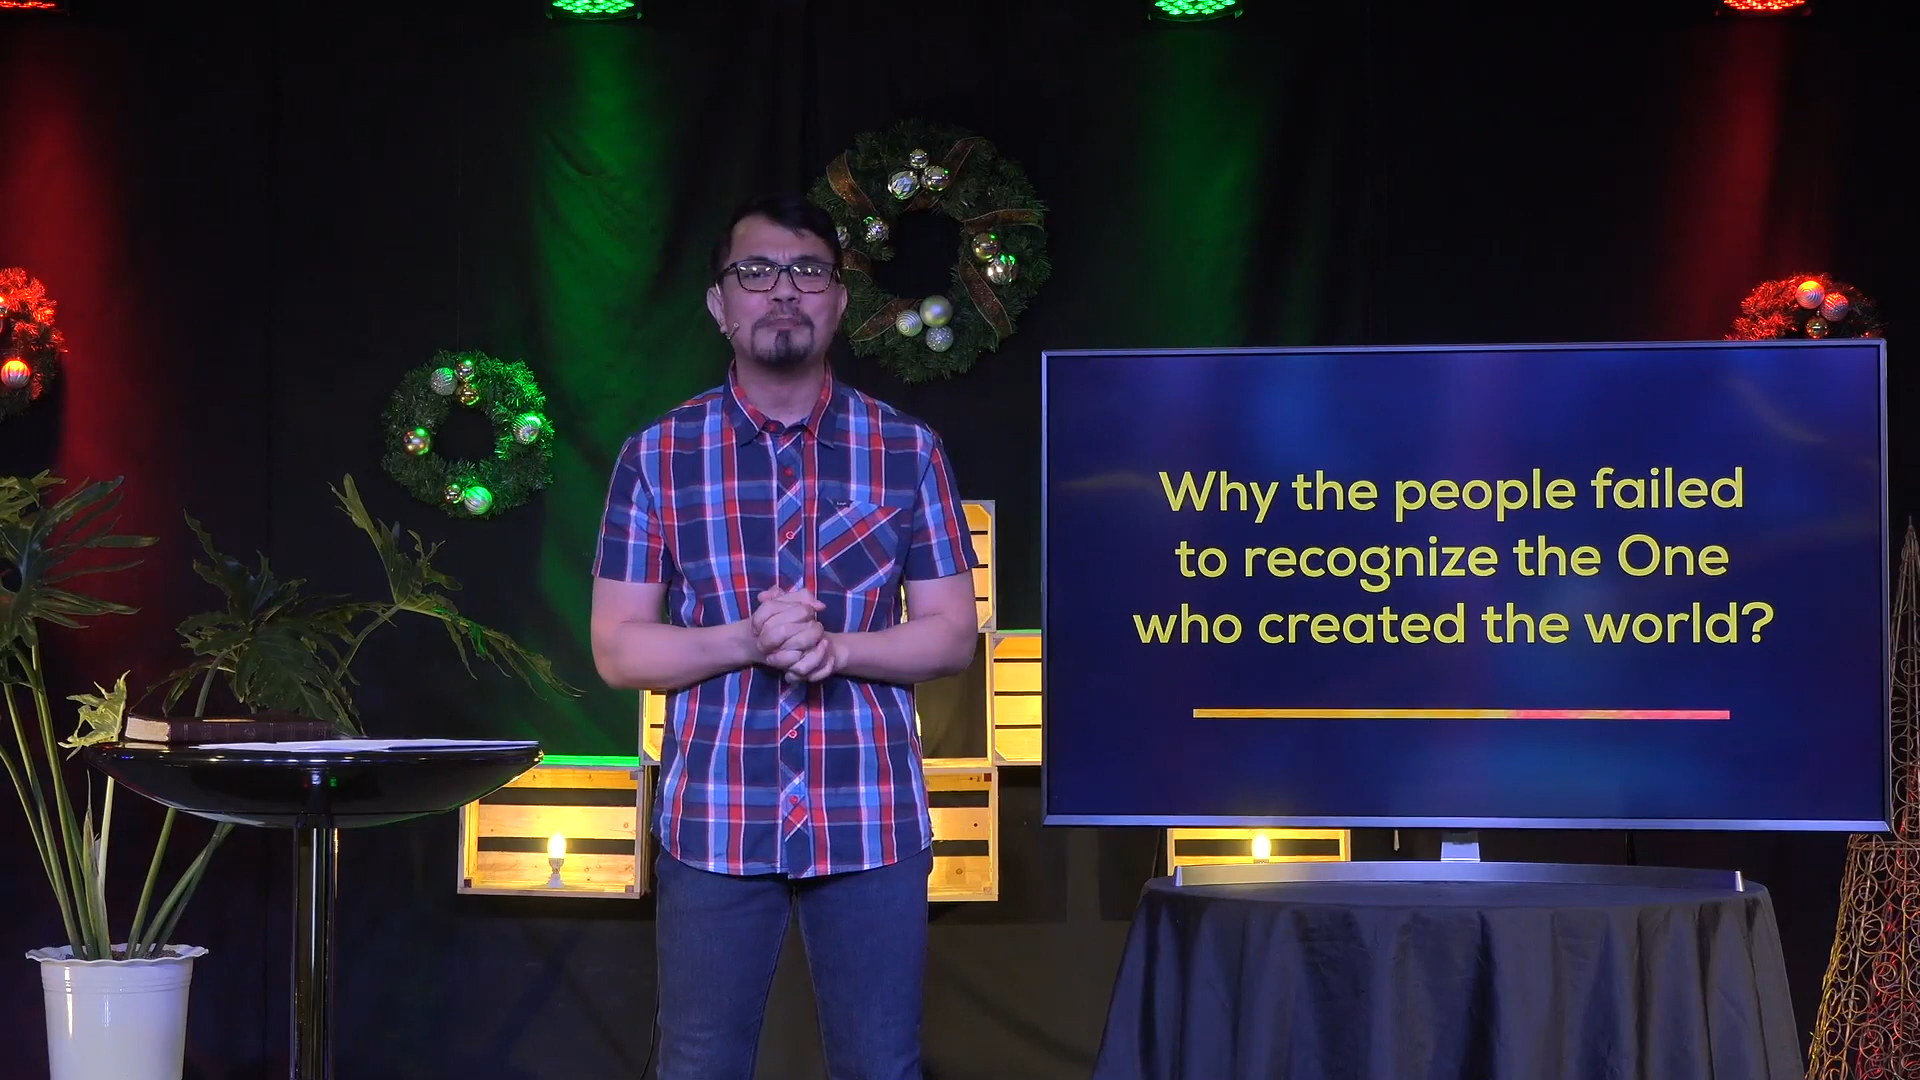 Why the people failed
to recognize the One
who created the world?